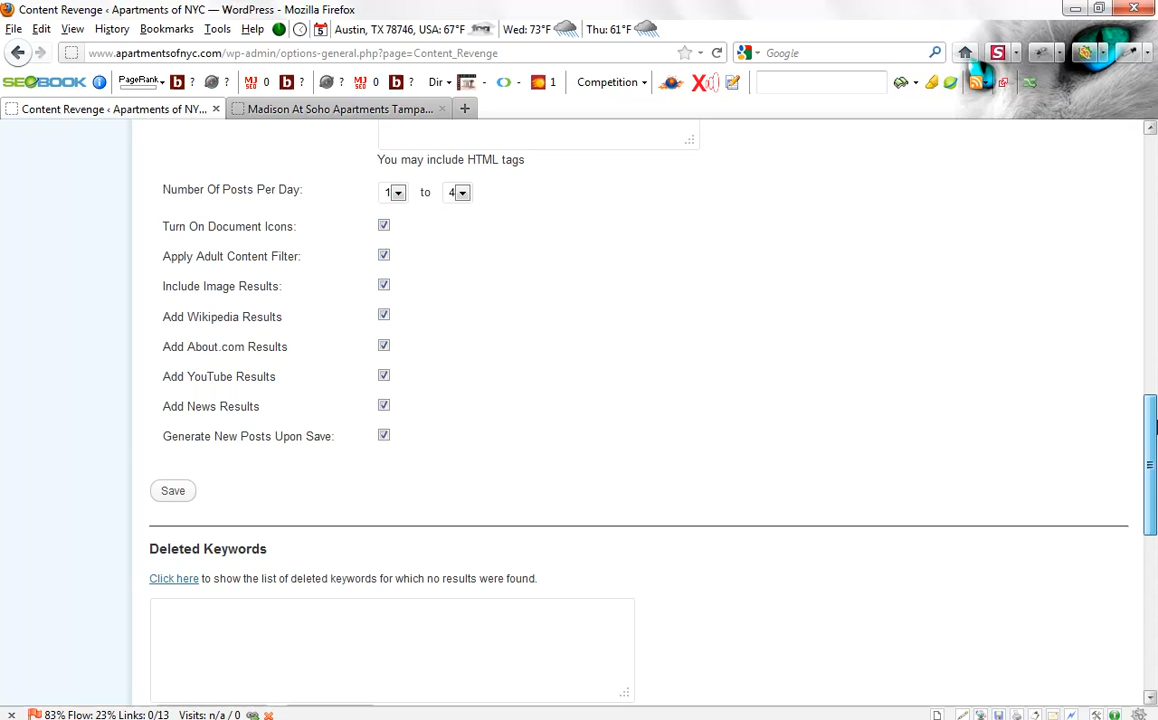 Content Revenge ‹ Apartments of NYC — WordPress - Mozilla Firefox
File Edit View History Bookmarks Tools Help 5 Austin, TX 78746, USA: 67°F Wed: 73°F Thu: 61°F
www.apartmentsofnyc.com/wp-admin/options-general.php?page=Content_Revenge Google S
SEOBOOK i PageRank b ? ? MJ SEO 0 b ? ? MJ SEO 0 b ? Dir - - 1 Competition X()
Content Revenge ‹ Apartments of NY... × Madison At Soho Apartments Tampa... × +
You may include HTML tags
Number Of Posts Per Day: 1 to 4
Turn On Document Icons:
Apply Adult Content Filter:
Include Image Results:
Add Wikipedia Results
Add About.com Results
Add YouTube Results
Add News Results
Generate New Posts Upon Save:
Save
Deleted Keywords
Click here to show the list of deleted keywords for which no results were found.
× 83% Flow: 23% Links: 0/13 Visits: n/a / 0